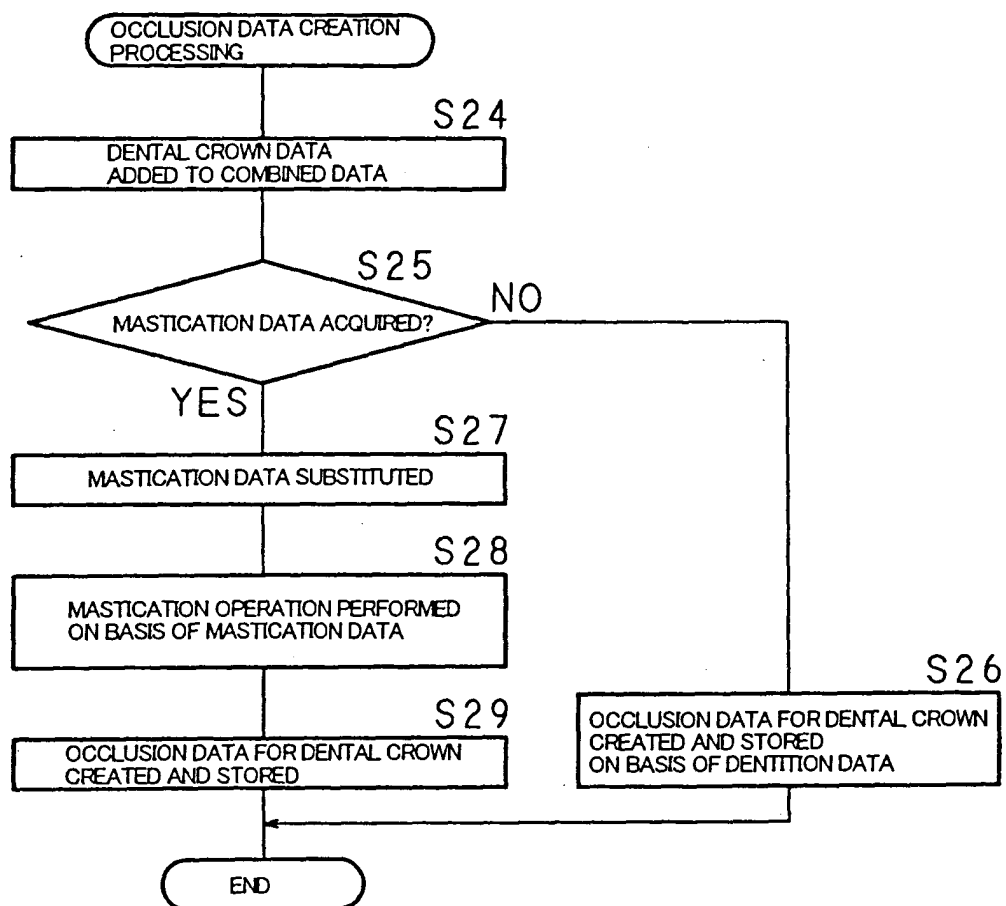 OCCLUSION DATA CREATION
PROCESSING
S24
DENTAL CROWN DATA
ADDED TO COMBINED DATA
S25
MASTICATION DATA ACQUIRED?
NO
YES
S27
MASTICATION DATA SUBSTITUTED
S28
MASTICATION OPERATION PERFORMED
ON BASIS OF MASTICATION DATA
S29
OCCLUSION DATA FOR DENTAL CROWN
CREATED AND STORED
S26
OCCLUSION DATA FOR DENTAL CROWN
CREATED AND STORED
ON BASIS OF DENTITION DATA
END